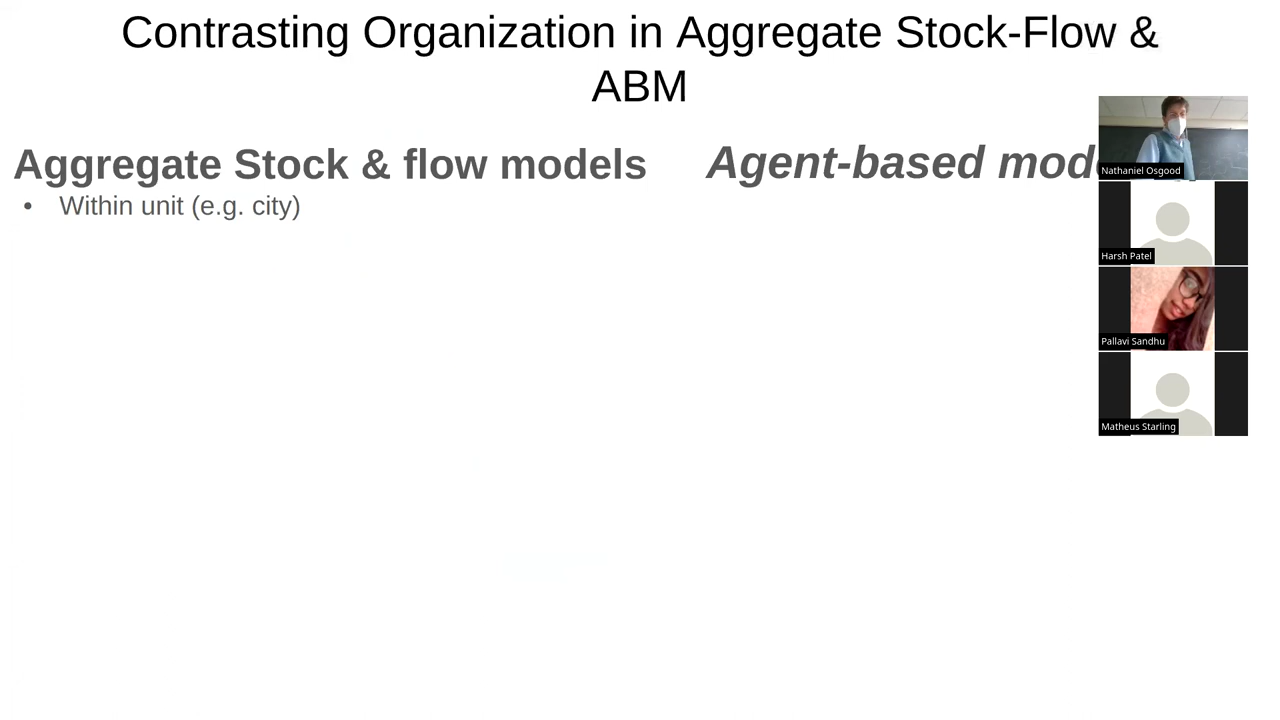 Contrasting Organization in Aggregate Stock-Flow &
ABM
Aggregate Stock & flow models
• Within unit (e.g. city)
Agent-based mod
Nathaniel Osgood
Harsh Patel
Pallavi Sandhu
Matheus Starling